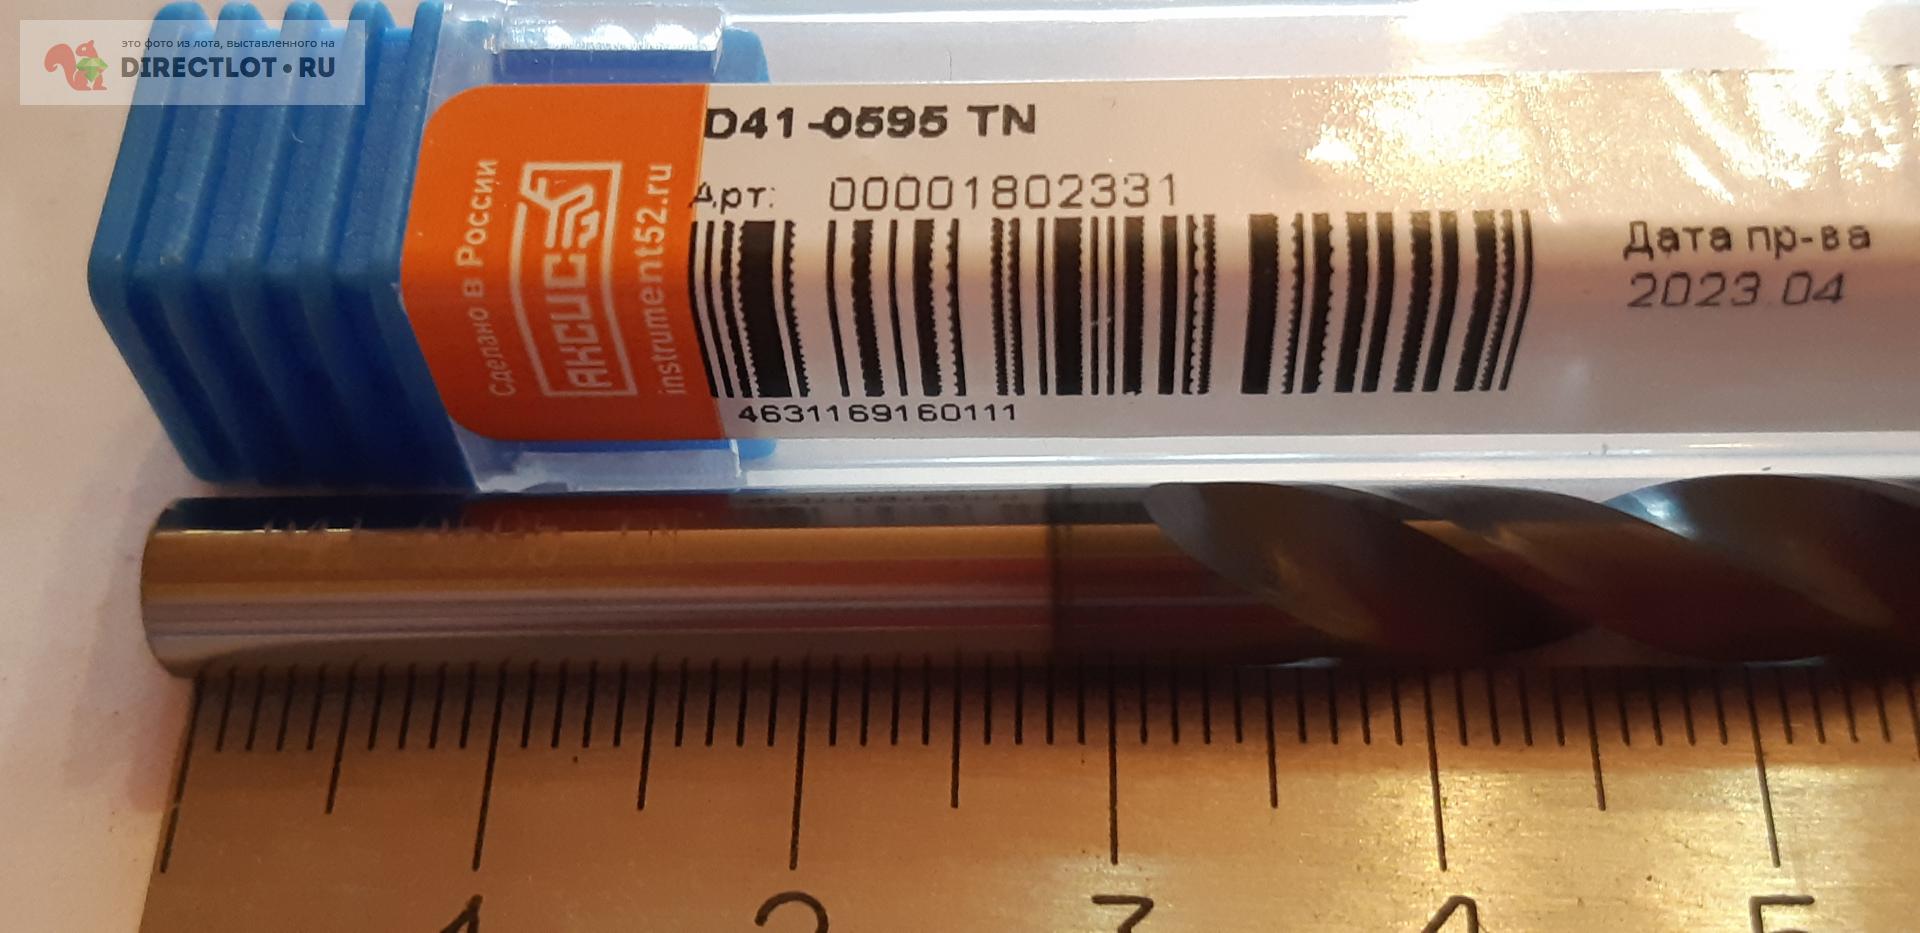 это фото из лота, выставленного на
DIRECTLOT•RU
D41-0595 TN
Арт: 00001802331
4631169160111
Дата пр-ва
2023.04
Сделано в России
АКСИС
instrument52.ru
1 2 3 4 5